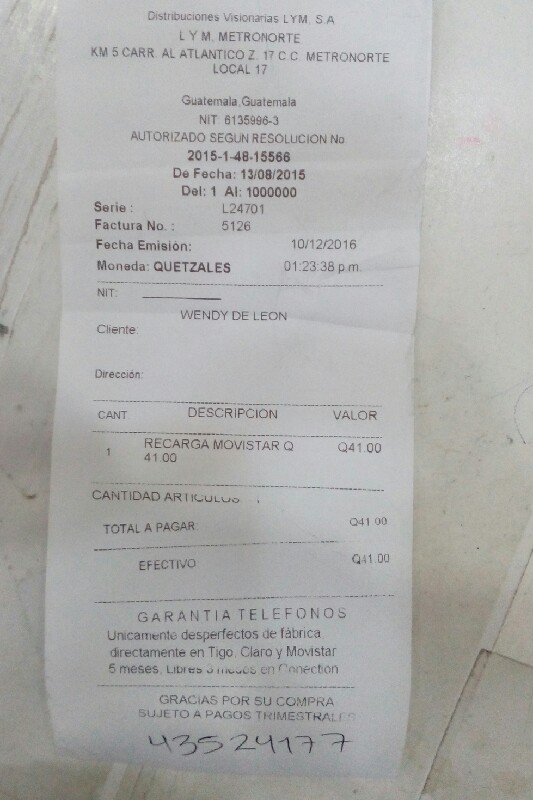 Distribuciones Visionarias LYM, S.A
L Y M, METRONORTE
KM 5 CARR. AL ATLANTICO Z. 17 C.C. METRONORTE
LOCAL 17
Guatemala,Guatemala
NIT: 6135996-3
AUTORIZADO SEGUN RESOLUCION No
2015-1-48-15566
De Fecha: 13/08/2015
Del: 1 Al: 1000000
Serie : L24701
Factura No. : 5126
Fecha Emisión: 10/12/2016
Moneda: QUETZALES 01:23:38 p.m.
NIT:
WENDY DE LEON
Cliente:
Dirección:
CANT. DESCRIPCION VALOR
1 RECARGA MOVISTAR Q Q41.00
41.00
CANTIDAD ARTICULOS
TOTAL A PAGAR: Q41.00
EFECTIVO: Q41.00
GARANTIA TELEFONOS
Unicamente desperfectos de fábrica,
directamente en Tigo, Claro y Movistar
5 meses, Libres 3 meses en Conection
GRACIAS POR SU COMPRA
SUJETO A PAGOS TRIMESTRALES
43524177